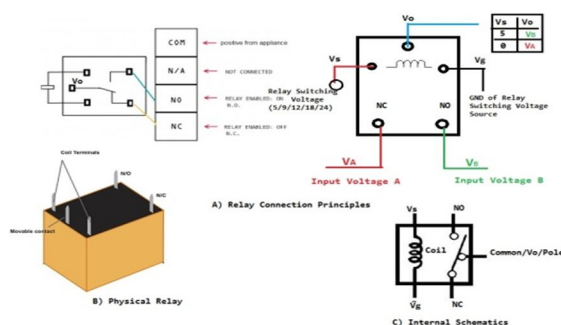 COM
positive from appliance
N/A
NOT CONNECTED
NO
RELAY ENABLED: ON
N.O.
NC
RELAY ENABLED: OFF
N.C.
Vo
Vo
Vs
Vg
Relay Switching
Voltage
(5/9/12/18/24)
GND of Relay
Switching Voltage
Source
NC
NO
VA
VB
Input Voltage A
Input Voltage B
Vs Vo
5 VB
0 VA
A) Relay Connection Principles
Coil Terminals
N/O
N/C
Movable contact
B) Physical Relay
Vs
NO
Coil
Common/Vo/Pole
Vg
NC
C) Internal Schematics